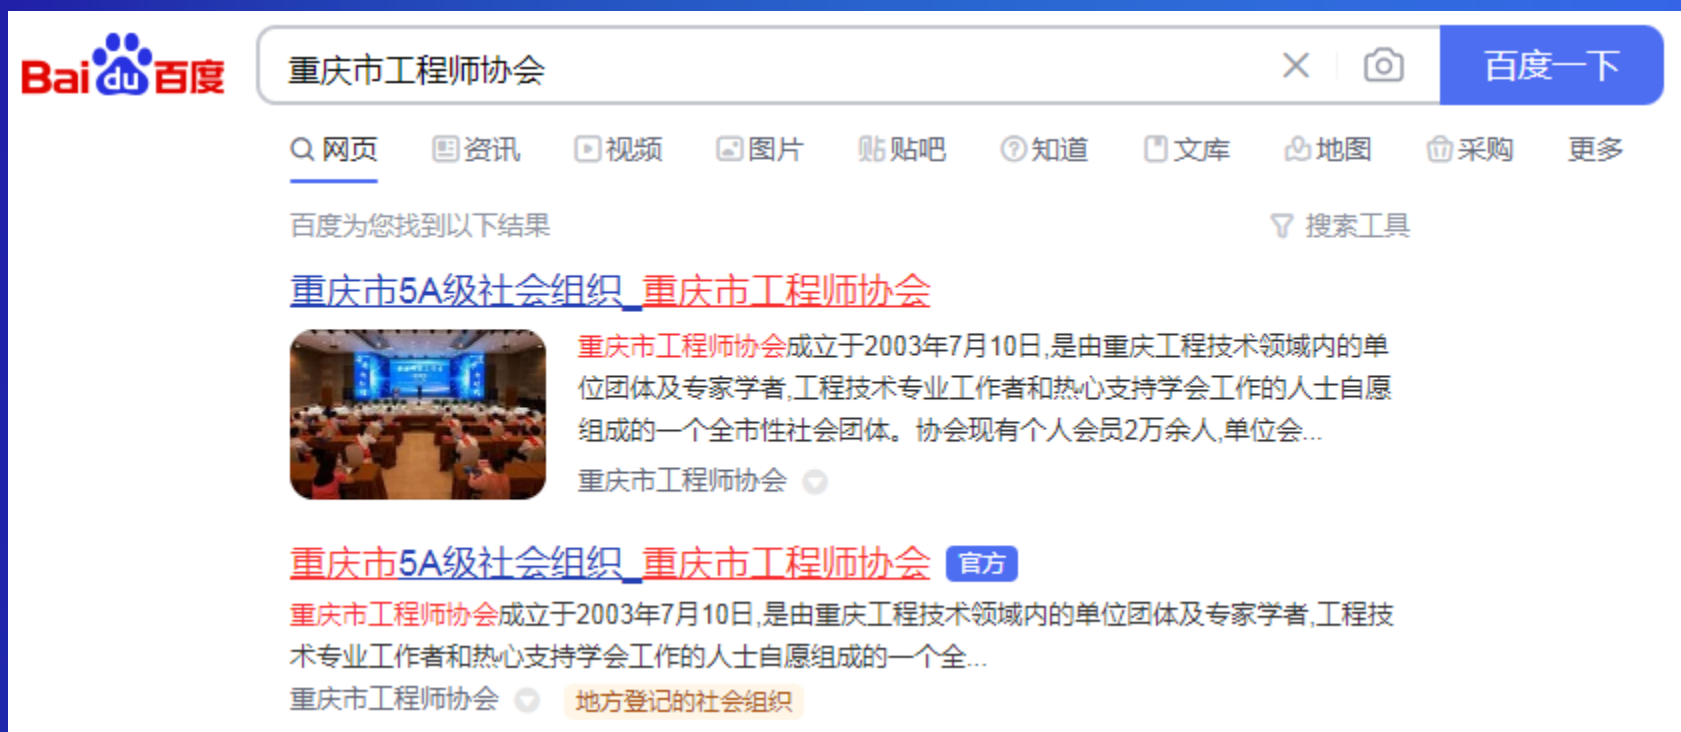 Bai du 百度
重庆市工程师协会
百度一下
网页 资讯 视频 图片 贴 贴吧 知道 文库 地图 采购 更多
百度为您找到以下结果 搜索工具
重庆市5A级社会组织_重庆市工程师协会
重庆市工程师协会成立于2003年7月10日,是由重庆工程技术领域内的单
位团体及专家学者,工程技术专业工作者和热心支持学会工作的人士自愿
组成的一个全市性社会团体。协会现有个人会员2万余人,单位会...
重庆市工程师协会
重庆市5A级社会组织_重庆市工程师协会 官方
重庆市工程师协会成立于2003年7月10日,是由重庆工程技术领域内的单位团体及专家学者,工程技
术专业工作者和热心支持学会工作的人士自愿组成的一个全...
重庆市工程师协会 地方登记的社会组织